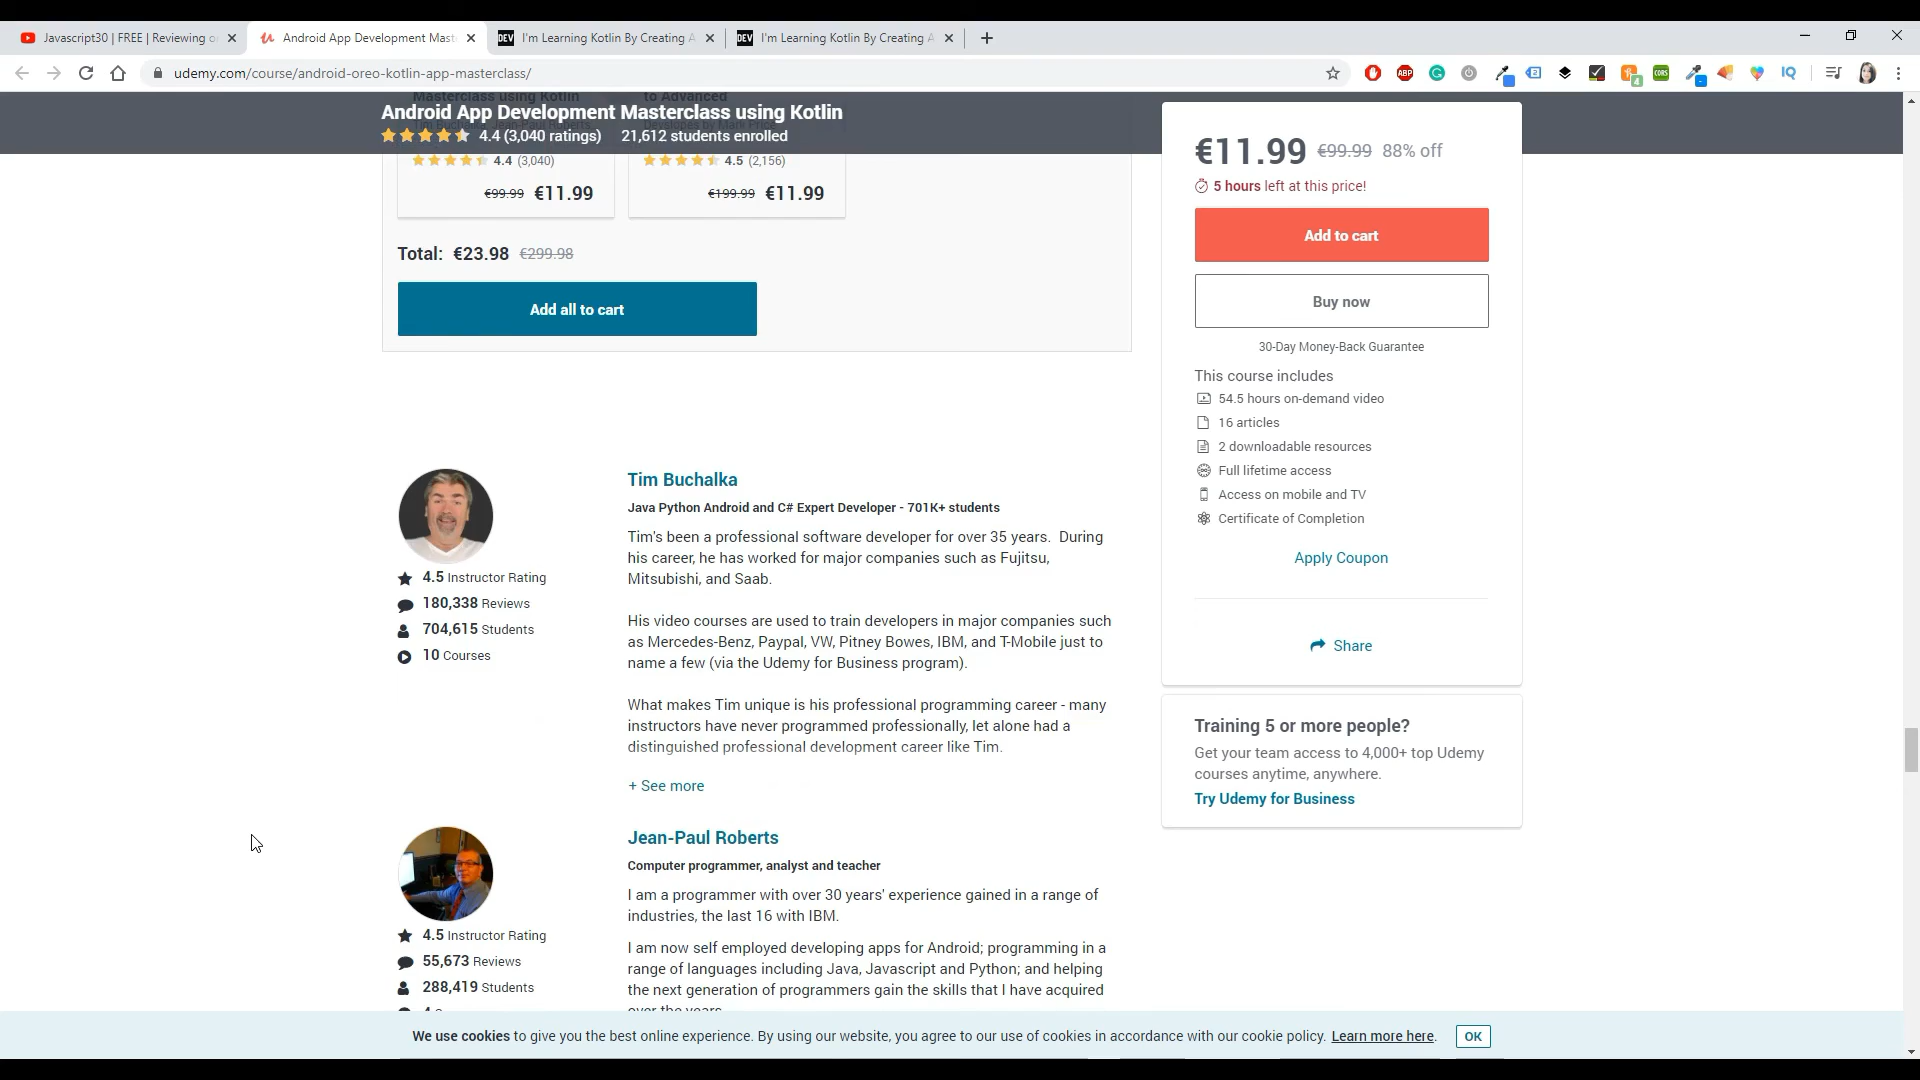 Javascript30 | FREE | Reviewing o
Android App Development Mast
DEV I'm Learning Kotlin By Creating A
DEV I'm Learning Kotlin By Creating A
udemy.com/course/android-oreo-kotlin-app-masterclass/
ABP
2
4
CORS
IQ
Masterclass using Kotlin
to Advanced
Android App Development Masterclass using Kotlin
4.4 (3,040 ratings) 21,612 students enrolled
4.4 (3,040)
€99.99 €11.99
4.5 (2,156)
€199.99 €11.99
Total: €23.98 €299.98
Add all to cart
€11.99 €99.99 88% off
5 hours left at this price!
Add to cart
Buy now
30-Day Money-Back Guarantee
This course includes
54.5 hours on-demand video
16 articles
2 downloadable resources
Full lifetime access
Access on mobile and TV
Certificate of Completion
Apply Coupon
Share
Training 5 or more people?
Get your team access to 4,000+ top Udemy
courses anytime, anywhere.
Try Udemy for Business
4.5 Instructor Rating
180,338 Reviews
704,615 Students
10 Courses
Tim Buchalka
Java Python Android and C# Expert Developer - 701K+ students
Tim's been a professional software developer for over 35 years. During
his career, he has worked for major companies such as Fujitsu,
Mitsubishi, and Saab.
His video courses are used to train developers in major companies such
as Mercedes-Benz, Paypal, VW, Pitney Bowes, IBM, and T-Mobile just to
name a few (via the Udemy for Business program).
What makes Tim unique is his professional programming career - many
instructors have never programmed professionally, let alone had a
distinguished professional development career like Tim.
+ See more
4.5 Instructor Rating
55,673 Reviews
288,419 Students
Jean-Paul Roberts
Computer programmer, analyst and teacher
I am a programmer with over 30 years' experience gained in a range of
industries, the last 16 with IBM.
I am now self employed developing apps for Android; programming in a
range of languages including Java, Javascript and Python; and helping
the next generation of programmers gain the skills that I have acquired
over the years.
We use cookies to give you the best online experience. By using our website, you agree to our use of cookies in accordance with our cookie policy. Learn more here.
OK